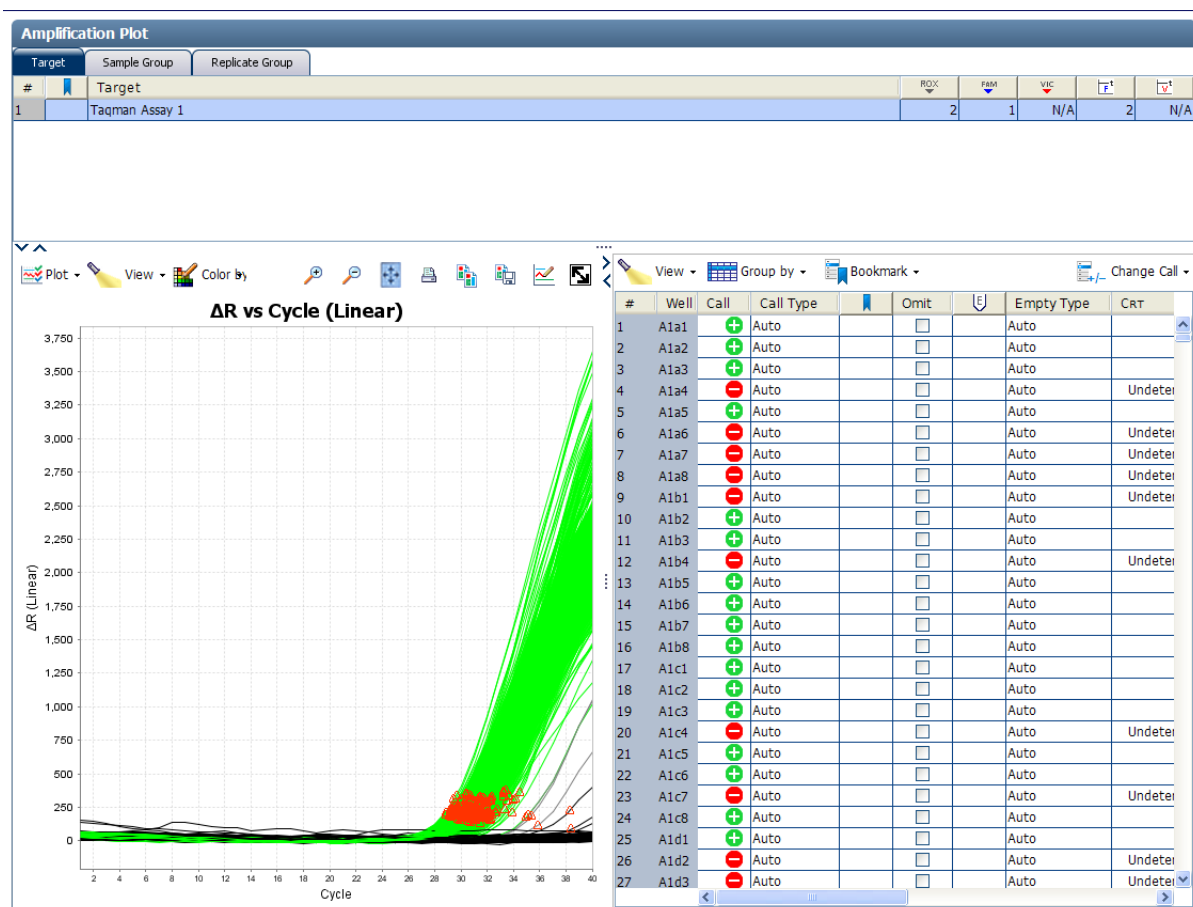 Amplification Plot
Target Sample Group Replicate Group
# Target ROX FAM VIC F t V t
1 Taqman Assay 1 2 1 N/A 2 N/A
Plot View Color by
View Group by Bookmark +/- Change Call
ΔR vs Cycle (Linear)
3,750
3,500
3,250
3,000
2,750
2,500
2,250
2,000
1,750
1,500
1,250
1,000
750
500
250
0
ΔR (Linear)
2 4 6 8 10 12 14 16 18 20 22 24 26 28 30 32 34 36 38 40
Cycle
# Well Call Call Type Omit E Empty Type CRT
1 A1a1 Auto Auto
2 A1a2 Auto Auto
3 A1a3 Auto Auto
4 A1a4 Auto Auto Undeter
5 A1a5 Auto Auto
6 A1a6 Auto Auto Undeter
7 A1a7 Auto Auto Undeter
8 A1a8 Auto Auto Undeter
9 A1b1 Auto Auto Undeter
10 A1b2 Auto Auto
11 A1b3 Auto Auto
12 A1b4 Auto Auto Undeter
13 A1b5 Auto Auto
14 A1b6 Auto Auto
15 A1b7 Auto Auto
16 A1b8 Auto Auto
17 A1c1 Auto Auto
18 A1c2 Auto Auto
19 A1c3 Auto Auto
20 A1c4 Auto Auto Undeter
21 A1c5 Auto Auto
22 A1c6 Auto Auto
23 A1c7 Auto Auto Undeter
24 A1c8 Auto Auto
25 A1d1 Auto Auto
26 A1d2 Auto Auto Undeter
27 A1d3 Auto Auto Undeter